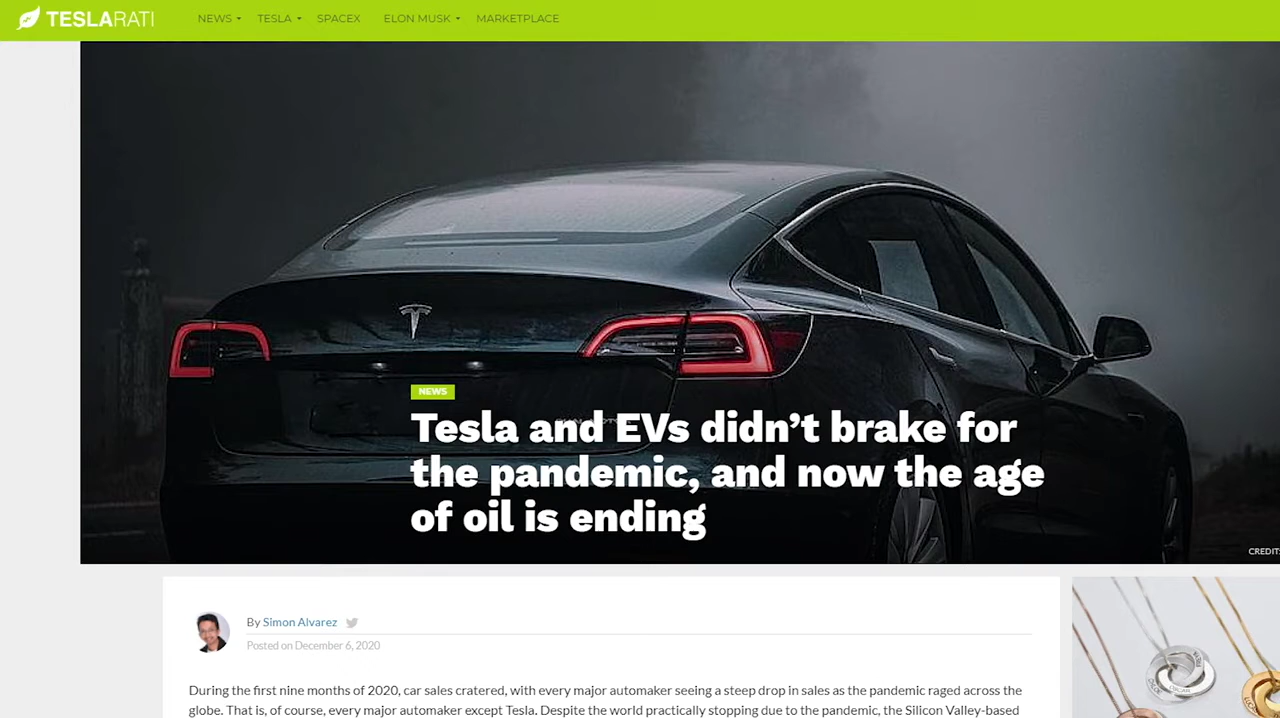 TESLARATI
NEWS TESLA SPACEX ELON MUSK MARKETPLACE
NEWS
Tesla and EVs didn’t brake for
the pandemic, and now the age
of oil is ending
CREDIT:
By Simon Alvarez
Posted on December 6, 2020
During the first nine months of 2020, car sales cratered, with every major automaker seeing a steep drop in sales as the pandemic raged across the
globe. That is, of course, every major automaker except Tesla. Despite the world practically stopping due to the pandemic, the Silicon Valley-based